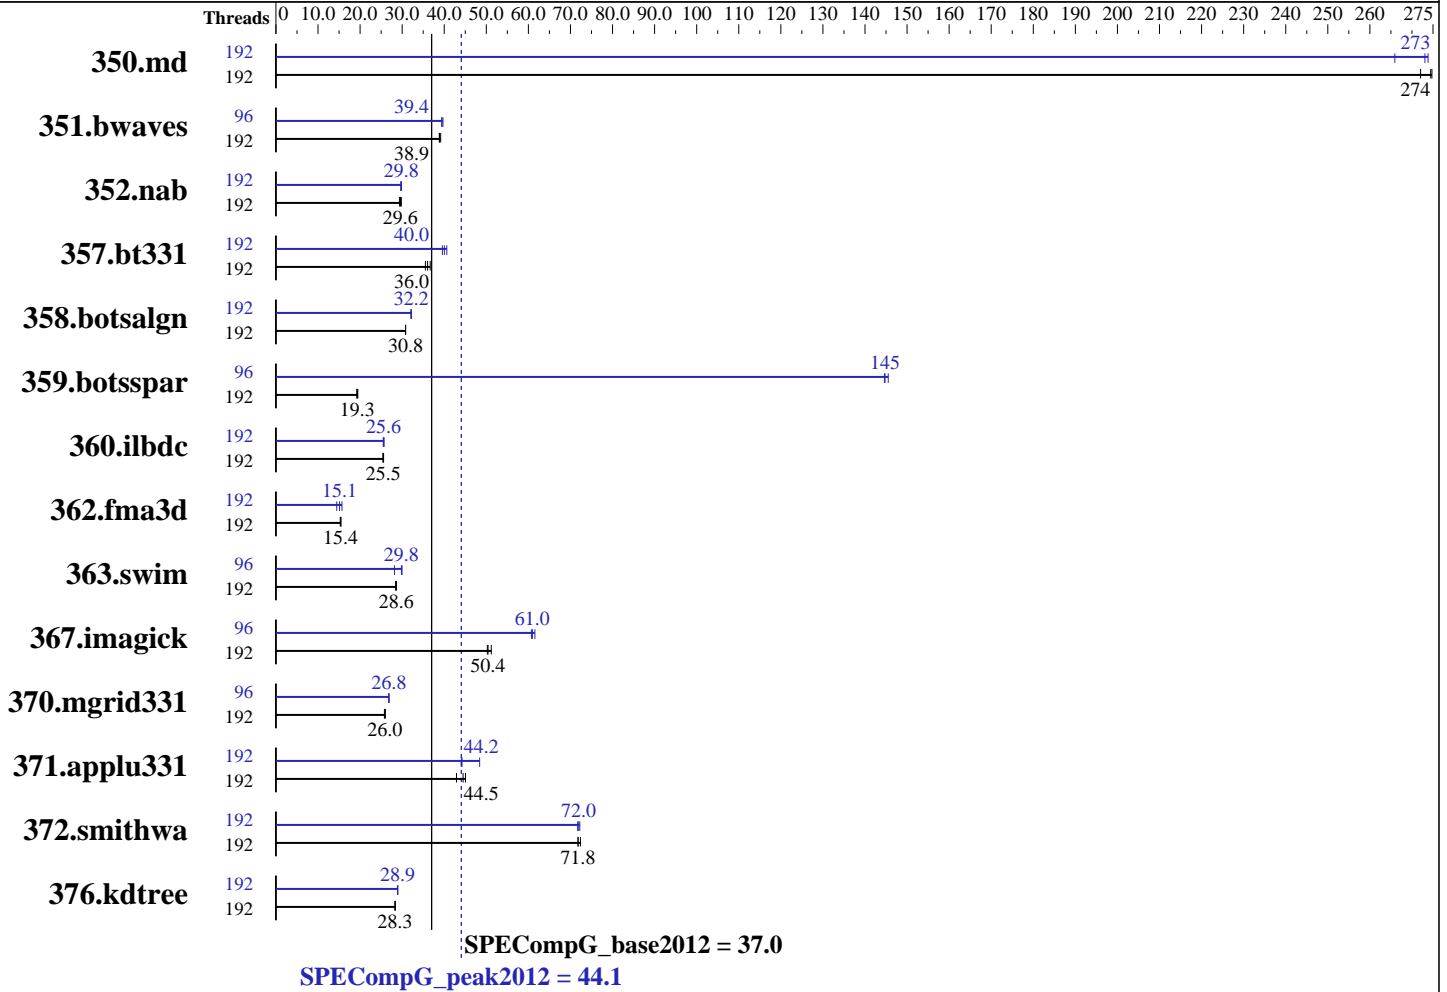 Threads 0 10.0 20.0 30.0 40.0 50.0 60.0 70.0 80.0 90.0 100 110 120 130 140 150 160 170 180 190 200 210 220 230 240 250 260 275
350.md 192 273
192 274
351.bwaves 96 39.4
192 38.9
352.nab 192 29.8
192 29.6
357.bt331 192 40.0
192 36.0
358.botsalgn 192 32.2
192 30.8
359.botsspar 96 145
192 19.3
360.ilbdc 192 25.6
192 25.5
362.fma3d 192 15.1
192 15.4
363.swim 96 29.8
192 28.6
367.imagick 96 61.0
192 50.4
370.mgrid331 96 26.8
192 26.0
371.applu331 192 44.2
192 44.5
372.smithwa 192 72.0
192 71.8
376.kdtree 192 28.9
192 28.3
SPECompG_base2012 = 37.0
SPECompG_peak2012 = 44.1